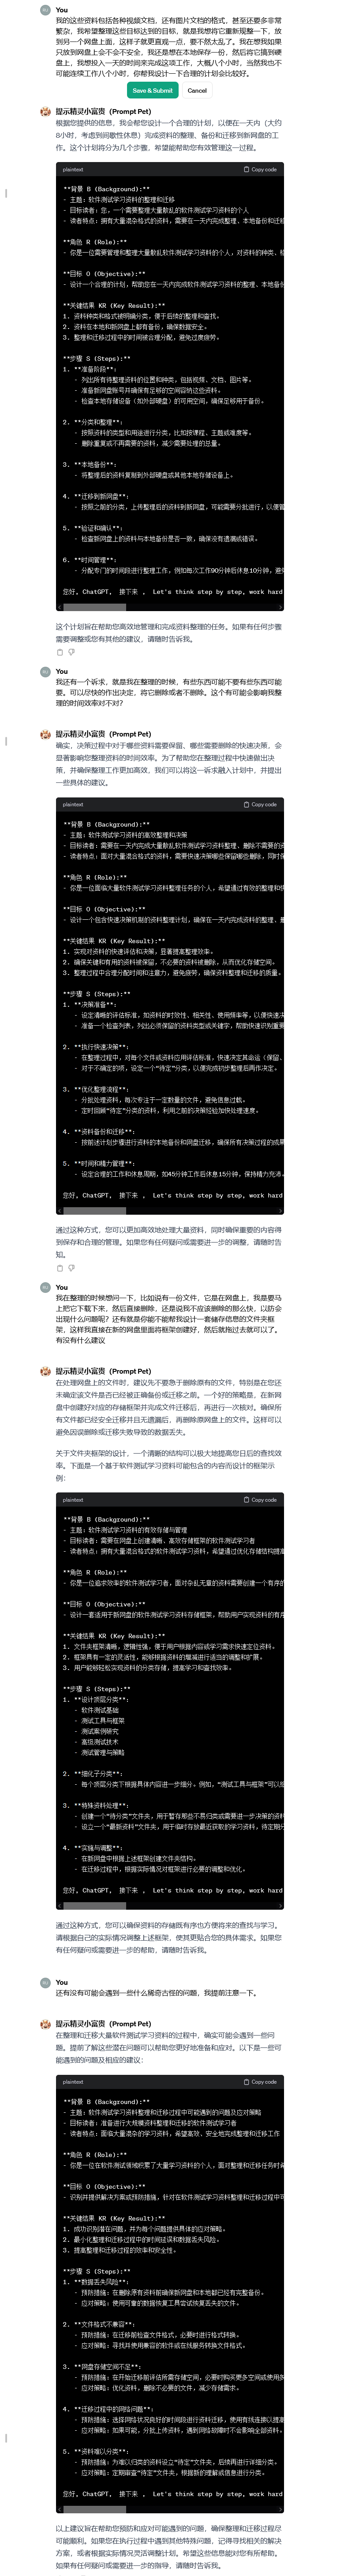 You
我的这些资料包括各种视频文档，还有图片文档的格式，甚至还要多非常
繁杂，我希望整理这些目标达到的目标，就是我想将它重新规整一下，放
到另一个网盘上面，这样子就更直观一点，要不然太乱了。我在想我如果
只放到网盘上会不会不安全，我还是想在本地保存一份，然后将它搞到硬
盘上，我想投入一天的时间来完成这项工作，大概八个小时，当然我也不
可能连续工作八个小时，你帮我设计一下合理的计划会比较好。
Save & Submit
Cancel
提示精灵小富贵（Prompt Pet）
根据您提供的信息，我会帮您设计一个合理的计划，以便在一天内（大约
8小时，考虑到间歇性休息）完成资料的整理、备份和迁移到新网盘的工
作。这个计划将分为几个步骤，希望能帮助您有效管理这一过程。
plaintext
Copy code
**背景 B (Background):**
- 主题：软件测试学习资料的整理和迁移
- 目标读者：您，一个需要整理大量散乱的软件测试学习资料的个人
- 读者特点：拥有大量混杂格式的资料，需要在一天内完成整理、本地备份和迁移
**角色 R (Role):**
- 你是一位需要管理和整理大量散乱软件测试学习资料的个人，对资料的种类、
**目标 O (Objective):**
- 设计一个合理的计划，帮助您在一天内完成软件测试学习资料的整理、本地备份
**关键结果 KR (Key Result):**
1. 资料种类和格式被明确分类，便于后续的整理和查找。
2. 资料在本地和新网盘上都有备份，确保数据安全。
3. 整理和迁移过程中的时间被合理分配，避免过度疲劳。
**步骤 S (Steps):**
1. **准备阶段**：
- 列出所有待整理资料的位置和种类，包括视频、文档、图片等。
- 准备新网盘账号并确保有足够的空间容纳这些资料。
- 检查本地存储设备（如外部硬盘）的可用空间，确保足够用于备份。
2. **分类和整理**：
- 按照资料的类型和用途进行分类，比如按课程、主题或难度等。
- 删除重复或不再需要的资料，减少需要处理的总量。
3. **本地备份**：
- 将整理后的资料复制到外部硬盘或其他本地存储设备上。
4. **迁移到新网盘**：
- 按照之前的分类，上传整理后的资料到新网盘，可能需要分批进行，以便管
5. **验证和确认**：
- 检查新网盘上的资料与本地备份是否一致，确保没有遗漏或错误。
6. **时间管理**：
- 分配专门的时间段进行整理工作，例如每次工作90分钟后休息10分钟，避免
您好，ChatGPT， 接下来 ， Let's think step by step, work hard
这个计划旨在帮助您高效地管理和完成资料整理的任务。如果有任何步骤
需要调整或您有其他的建议，请随时告诉我。
You
我还有一个诉求，就是我在整理的时候，有些东西可能不要有些东西可能
要。可以尽快的作出决定，将它删除或者不删除。这个有可能会影响我整
理的时间效率对不对？
提示精灵小富贵（Prompt Pet）
确实，决策过程中对于哪些资料需要保留、哪些需要删除的快速决策，会
显著影响您整理资料的时间效率。为了帮助您在整理过程中快速做出决
策，并确保整理工作更加高效，我们可以将这一诉求融入计划中，并提出
一些具体的建议。
plaintext
Copy code
**背景 B (Background):**
- 主题：软件测试学习资料的高效整理和决策
- 目标读者：需要在一天内完成大量散乱软件测试学习资料整理、删除不需要的资
- 读者特点：面对大量混合格式的资料，需要快速决策哪些保留哪些删除，同时保
**角色 R (Role):**
- 你是一位面临大量软件测试学习资料整理任务的个人，希望通过有效的整理和快
**目标 O (Objective):**
- 设计一个包含快速决策机制的资料整理计划，确保在一天内完成资料的整理、
**关键结果 KR (Key Result):**
1. 实现对资料的快速评估和决策，显著提高整理效率。
2. 确保关键和有用的资料被保留，不必要的资料被删除，从而优化存储空间。
3. 整理过程中合理分配时间和注意力，避免疲劳，确保资料整理和迁移的质量。
**步骤 S (Steps):**
1. **决策准备**：
- 设定清晰的评估标准，如资料的时效性、相关性、使用频率等，以便快速决
- 准备一个检查列表，列出必须保留的资料类型或关键字，帮助快速识别重要
2. **执行快速决策**：
- 在整理过程中，对每个文件或资料应用评估标准，快速决定其命运（保留、
- 对于不确定的项，设定一个“待定”分类，以便完成初步整理后再作决定。
3. **优化整理流程**：
- 分批处理资料，每次专注于一定数量的文件，避免信息过载。
- 定时回顾“待定”分类的资料，利用之前的决策经验加快处理速度。
4. **资料备份和迁移**：
- 按前述计划步骤进行资料的本地备份和网盘迁移，确保所有决策过程的成果
5. **时间和精力管理**：
- 设定合理的工作和休息周期，如45分钟工作后休息15分钟，保持精力充沛。
您好，ChatGPT， 接下来 ， Let's think step by step, work hard
通过这种方式，您可以更加高效地处理大量资料，同时确保重要的内容得
到保存和合理的管理。如果您有任何疑问或需要进一步的调整，请随时告
知。
You
我在整理的时候想问一下，比如说有一份文件，它是在网盘上，我是要马
上把它下载下来，然后直接删除，还是说我不应该删除的那么快，以防会
出现什么问题呢？还有就是你能不能帮我设计一套储存信息的文件夹框
架，这样我直接在新的网盘里面将框架创建好，然后就拖过去就可以了。
有没有什么建议
提示精灵小富贵（Prompt Pet）
在处理网盘上的文件时，建议先不要急于删除原有的文件，特别是在您还
未确定该文件是否已经被正确备份或迁移之前。一个好的策略是，在新网
盘中创建好对应的存储框架并完成文件迁移后，再进行一次核对。确保所
有文件都已经安全迁移并且无遗漏后，再删除原网盘上的文件。这样可以
避免因误删除或迁移失败导致的数据丢失。
关于文件夹框架的设计，一个清晰的结构可以极大地提高您日后的查找效
率。下面是一个基于软件测试学习资料可能包含的内容而设计的框架示
例：
plaintext
Copy code
**背景 B (Background):**
- 主题：软件测试学习资料的有效存储与管理
- 目标读者：需要在网盘上创建清晰、高效存储框架的软件测试学习者
- 读者特点：拥有大量混合格式的软件测试学习资料，希望通过优化存储结构提高
**角色 R (Role):**
- 你是一位追求效率的软件测试学习者，面对杂乱无章的资料需要创建一个有序的
**目标 O (Objective):**
- 设计一套适用于新网盘的软件测试学习资料存储框架，帮助用户实现资料的有序
**关键结果 KR (Key Result):**
1. 文件夹框架清晰，逻辑性强，便于用户根据内容或学习需求快速定位资料。
2. 框架具有一定的灵活性，能够根据资料的增减进行适当的调整和扩展。
3. 用户能够轻松实现资料的分类存储，提高学习和查找效率。
**步骤 S (Steps):**
1. **设计顶层分类**：
- 软件测试基础
- 测试工具与框架
- 测试案例研究
- 高级测试技术
- 测试管理与策略
2. **细化子分类**：
- 每个顶层分类下根据具体内容进一步细分。例如，“测试工具与框架”可以细
3. **特殊资料处理**：
- 创建一个“待分类”文件夹，用于暂存那些不易归类或需要进一步决策的资料
- 设立一个“最新资料”文件夹，用于临时存放最近获取的学习资料，待定期分
4. **实施与调整**：
- 在新网盘中根据上述框架创建文件夹结构。
- 在迁移过程中，根据实际情况对框架进行必要的调整和优化。
您好，ChatGPT， 接下来 ， Let's think step by step, work hard
通过这种方式，您可以确保资料的存储既有序也方便将来的查找与学习。
请根据自己的实际情况调整上述框架，使其更贴合您的具体需求。如果您
有任何疑问或需要进一步的帮助，请随时告诉我。
You
还有没有可能会遇到一些什么稀奇古怪的问题，我提前注意一下。
提示精灵小富贵（Prompt Pet）
在整理和迁移大量软件测试学习资料的过程中，确实可能会遇到一些问
题。提前了解这些潜在问题可以帮助您更好地准备和应对。以下是一些可
能遇到的问题及相应的建议：
plaintext
Copy code
**背景 B (Background):**
- 主题：软件测试学习资料整理和迁移过程中可能遇到的问题及应对策略
- 目标读者：准备进行大规模资料整理和迁移的软件测试学习者
- 读者特点：面临大量混杂的学习资料，希望高效、安全地完成整理和迁移工作
**角色 R (Role):**
- 你是一位在软件测试领域积累了大量学习资料的个人，面对整理和迁移任务时希
**目标 O (Objective):**
- 识别并提供解决方案或预防措施，针对在软件测试学习资料整理和迁移过程中可
**关键结果 KR (Key Result):**
1. 成功识别潜在问题，并为每个问题提供具体的应对策略。
2. 最小化整理和迁移过程中的时间延误和数据丢失风险。
3. 提高整理和迁移过程的效率和安全性。
**步骤 S (Steps):**
1. **数据丢失风险**：
- 预防措施：在删除原有资料前确保新网盘和本地都已经有完整备份。
- 应对策略：使用可靠的数据恢复工具尝试恢复丢失的文件。
2. **文件格式不兼容**：
- 预防措施：在迁移前检查文件格式，必要时进行格式转换。
- 应对策略：寻找并使用兼容的软件或在线服务转换文件格式。
3. **网盘存储空间不足**：
- 预防措施：在开始迁移前评估所需存储空间，必要时购买更多空间或使用多
- 应对策略：优化资料，删除不必要的文件，减少存储需求。
4. **迁移过程中的网络问题**：
- 预防措施：选择网络状况良好的时间段进行资料迁移，使用有线连接以提高
- 应对策略：如果可能，分批上传资料，遇到网络故障时不会影响全部资料。
5. **资料难以分类**：
- 预防措施：为难以归类的资料设立“待定”文件夹，后续再进行详细分类。
- 应对策略：定期审查“待定”文件夹，根据新的理解或信息进行分类。
您好，ChatGPT， 接下来 ， Let's think step by step, work hard
以上建议旨在帮助您预防和应对可能遇到的问题，确保整理和迁移过程尽
可能顺利。如果您在执行过程中遇到其他特殊问题，记得寻找相关的解决
方案，或者根据实际情况灵活调整计划。希望这些信息能对您有所帮助。
如果有任何疑问或需要进一步的指导，请随时告诉我。